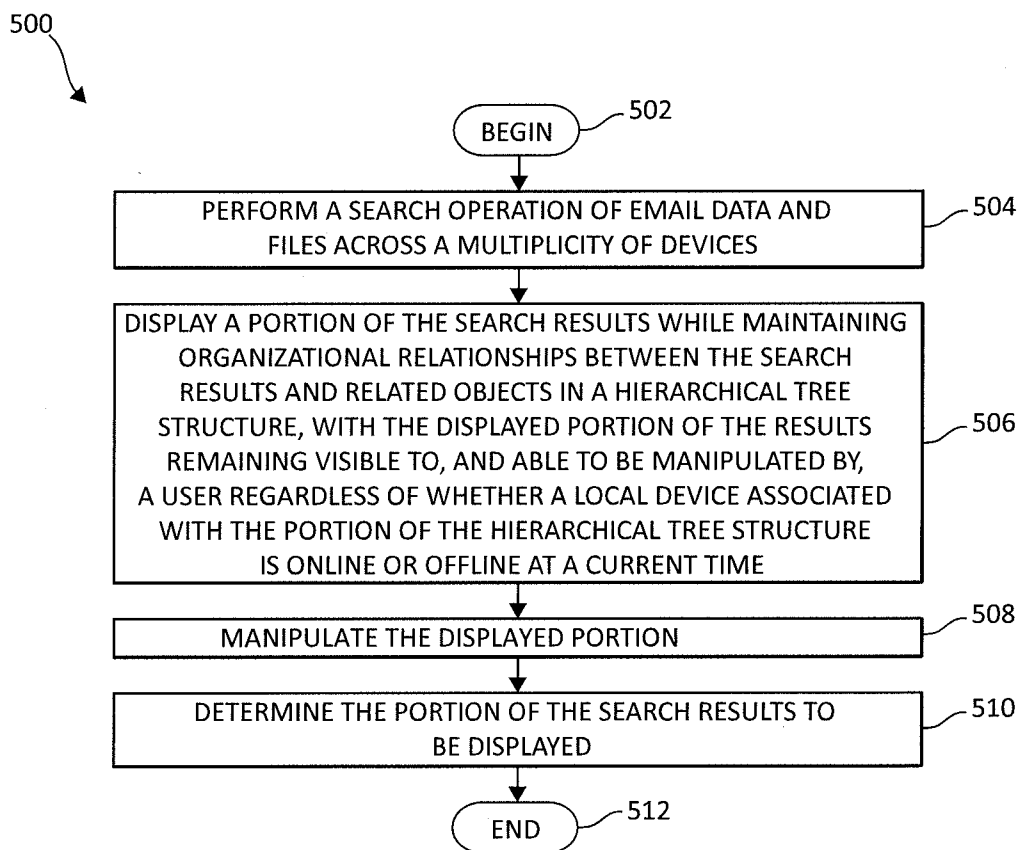 500
BEGIN
502
PERFORM A SEARCH OPERATION OF EMAIL DATA AND
FILES ACROSS A MULTIPLICITY OF DEVICES
504
DISPLAY A PORTION OF THE SEARCH RESULTS WHILE MAINTAINING
ORGANIZATIONAL RELATIONSHIPS BETWEEN THE SEARCH
RESULTS AND RELATED OBJECTS IN A HIERARCHICAL TREE
STRUCTURE, WITH THE DISPLAYED PORTION OF THE RESULTS
REMAINING VISIBLE TO, AND ABLE TO BE MANIPULATED BY,
A USER REGARDLESS OF WHETHER A LOCAL DEVICE ASSOCIATED
WITH THE PORTION OF THE HIERARCHICAL TREE STRUCTURE
IS ONLINE OR OFFLINE AT A CURRENT TIME
506
MANIPULATE THE DISPLAYED PORTION
508
DETERMINE THE PORTION OF THE SEARCH RESULTS TO
BE DISPLAYED
510
END
512